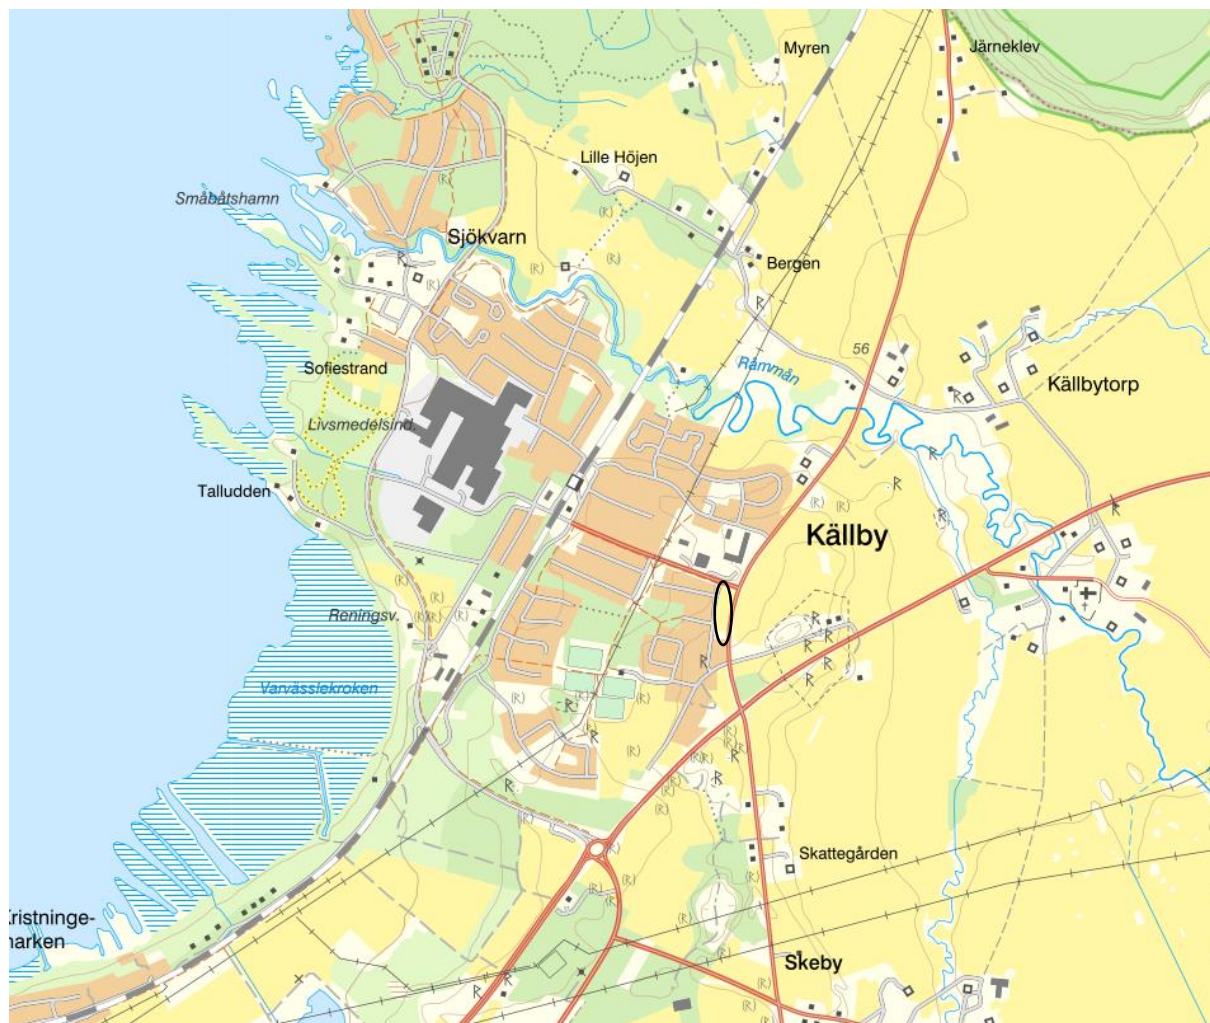 Myren
Järneklev
Lille Höjen
Småbåtshamn
Sjökvarn
Bergen
56
Råmmån
Källbytorp
Sofiestrand
Livsmedelsind.
Talludden
Källby
Reningsv.
Varvässlekroken
Skattegården
Kristninge-
marken
Skeby